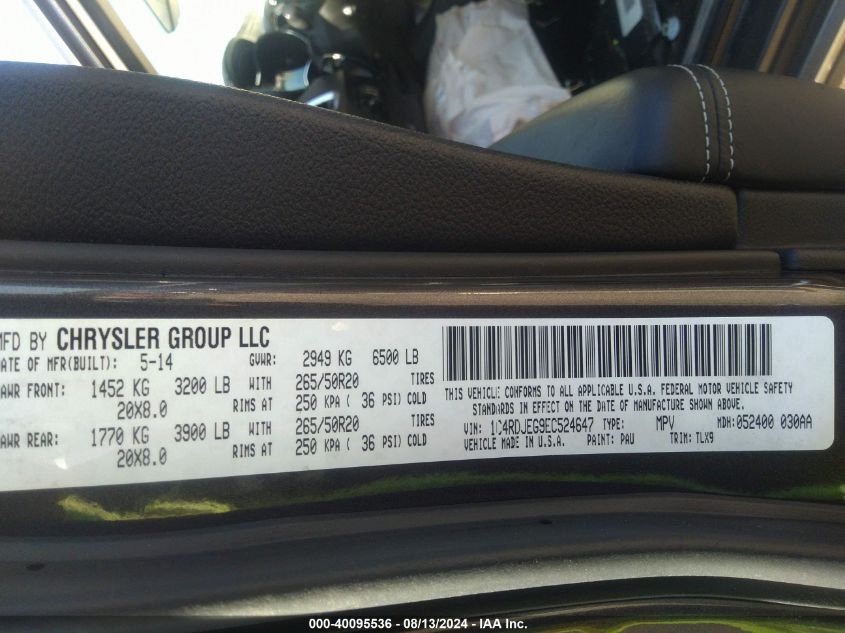 MFD BY CHRYSLER GROUP LLC
DATE OF MFR(BUILT): 5-14 GVWR: 2949 KG 6500 LB
AWR FRONT: 1452 KG 3200 LB WITH 265/50R20 TIRES
20X8.0 RIMS AT 250 KPA ( 36 PSI) COLD
AWR REAR: 1770 KG 3900 LB WITH 265/50R20 TIRES
20X8.0 RIMS AT 250 KPA ( 36 PSI) COLD
THIS VEHICLE CONFORMS TO ALL APPLICABLE U.S.A. FEDERAL MOTOR VEHICLE SAFETY
STANDARDS IN EFFECT ON THE DATE OF MANUFACTURE SHOWN ABOVE.
VIN: 1C4RDJEG9EC524647 TYPE: MPV MDH: 052400 030AA
VEHICLE MADE IN U.S.A. PAINT: PAU TRIM: TLX9
000-40095536 - 08/13/2024 - IAA Inc.